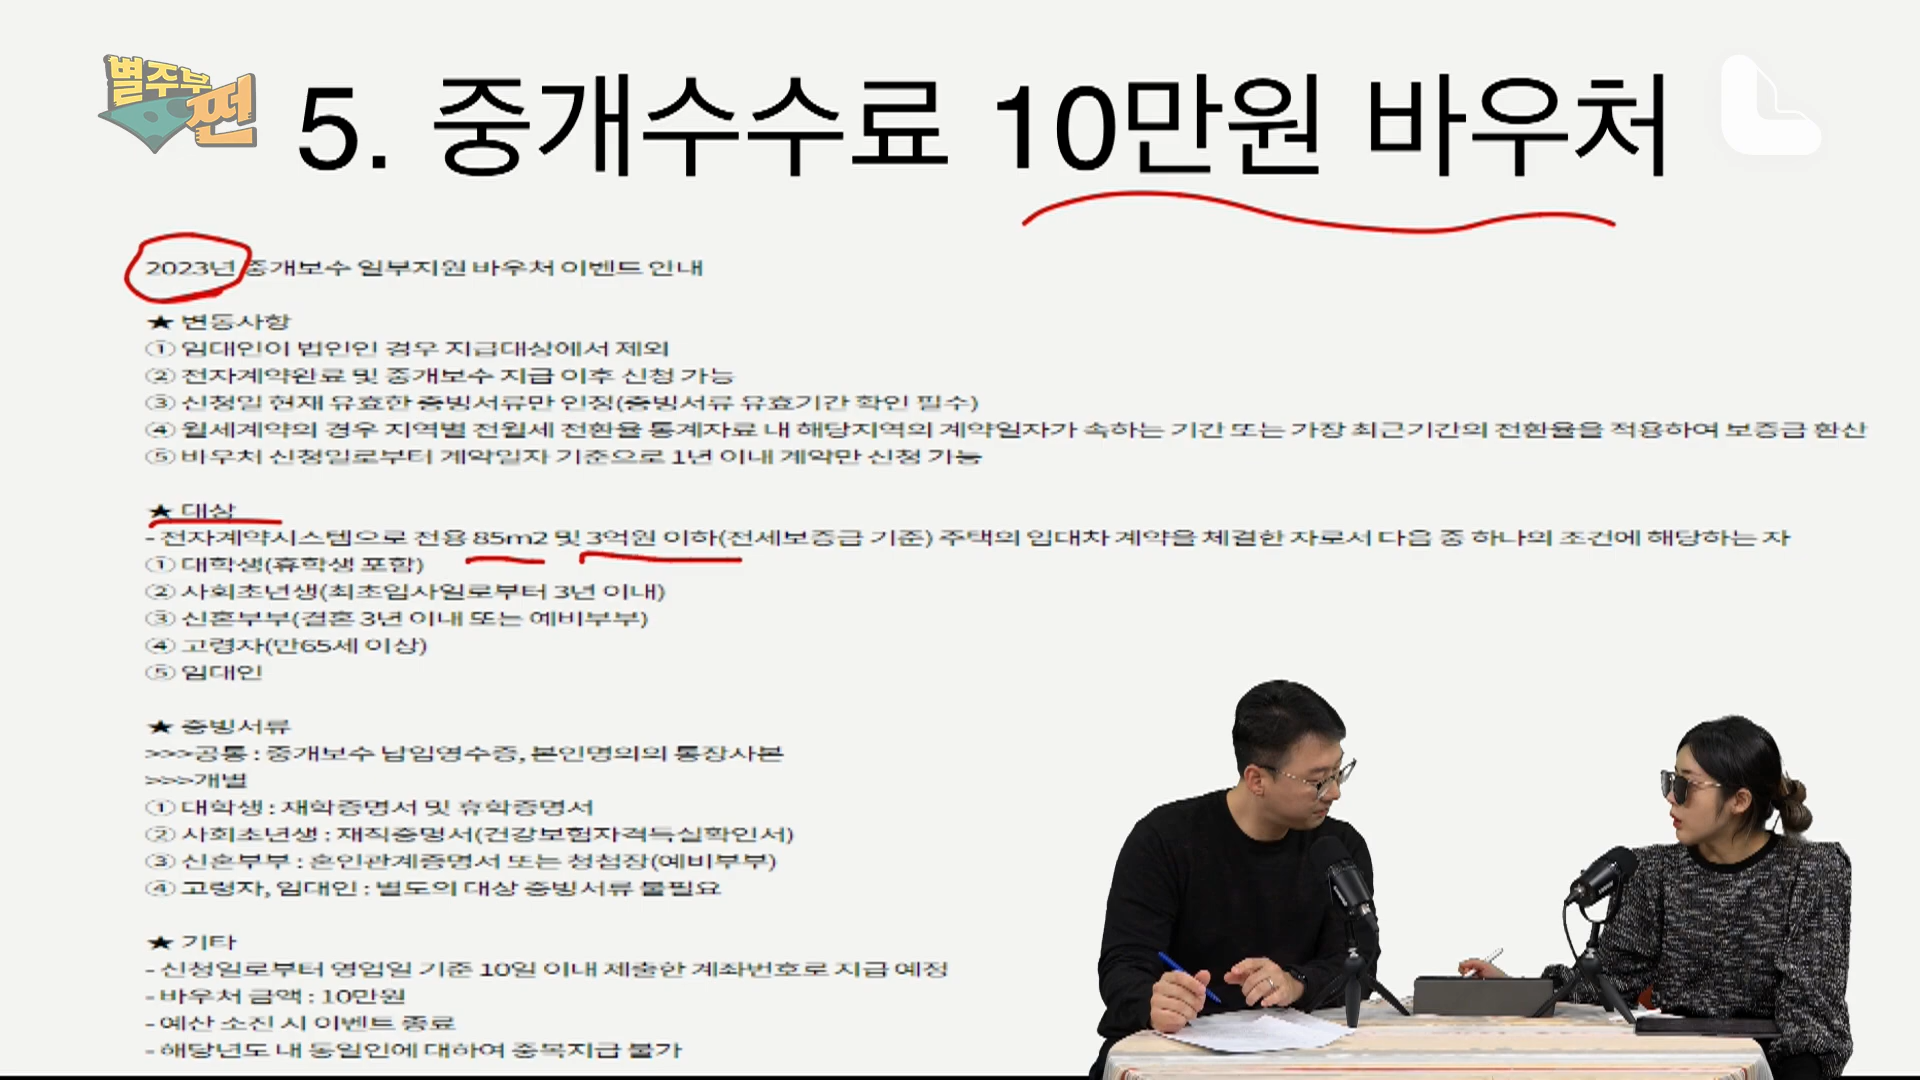 별주부쩐
5. 중개수수료 10만원 바우처
2023년 중개보수 일부지원 바우처 이벤트 안내
★ 변동사항
① 임대인이 법인인 경우 지급대상에서 제외
② 전자계약완료 및 중개보수 지급 이후 신청 가능
③ 신청일 현재 유효한 증빙서류만 인정(증빙서류 유효기간 확인 필수)
④ 월세계약의 경우 지역별 전월세 전환율 통계자료 내 해당지역의 계약일자가 속하는 기간 또는 가장 최근기간의 전환율을 적용하여 보증금 환산
⑤ 바우처 신청일로부터 계약일자 기준으로 1년 이내 계약만 신청 가능
★ 대상
- 전자계약시스템으로 전용 85m2 및 3억원 이하(전세보증금 기준) 주택의 임대차 계약을 체결한 자로서 다음 중 하나의 조건에 해당하는 자
① 대학생(휴학생 포함)
② 사회초년생(최초입사일로부터 3년 이내)
③ 신혼부부(결혼 3년 이내 또는 예비부부)
④ 고령자(만65세 이상)
⑤ 임대인
★ 증빙서류
>>>공통 : 중개보수 납입영수증, 본인명의의 통장사본
>>>개별
① 대학생 : 재학증명서 및 휴학증명서
② 사회초년생 : 재직증명서(건강보험자격득실확인서)
③ 신혼부부 : 혼인관계증명서 또는 청첩장(예비부부)
④ 고령자, 임대인 : 별도의 대상 증빙서류 불필요
★ 기타
- 신청일로부터 영업일 기준 10일 이내 제출한 계좌번호로 지급 예정
- 바우처 금액 : 10만원
- 예산 소진 시 이벤트 종료
- 해당년도 내 동일인에 대하여 중복지급 불가